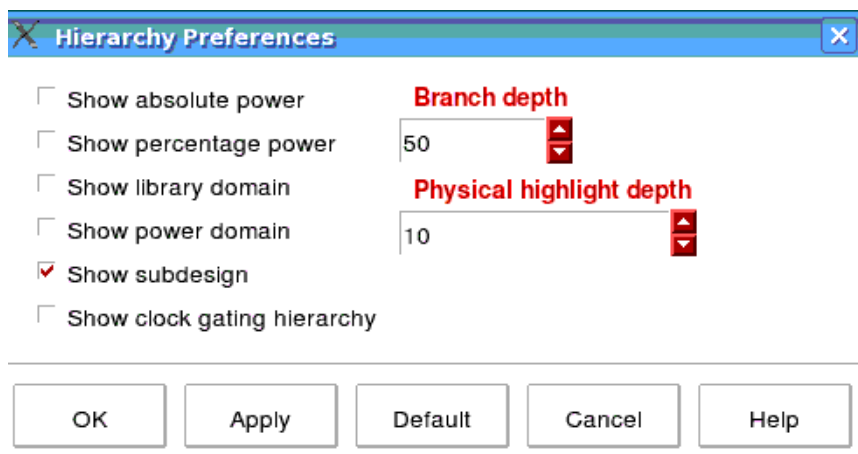 Hierarchy Preferences
Show absolute power
Show percentage power
Show library domain
Show power domain
Show subdesign
Show clock gating hierarchy
Branch depth
50
Physical highlight depth
10
OK Apply Default Cancel Help